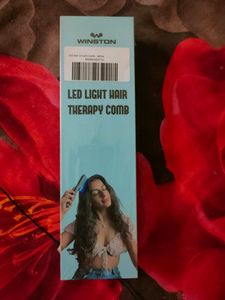 WINSTON
LED LIGHT HAIR
THERAPY COMB